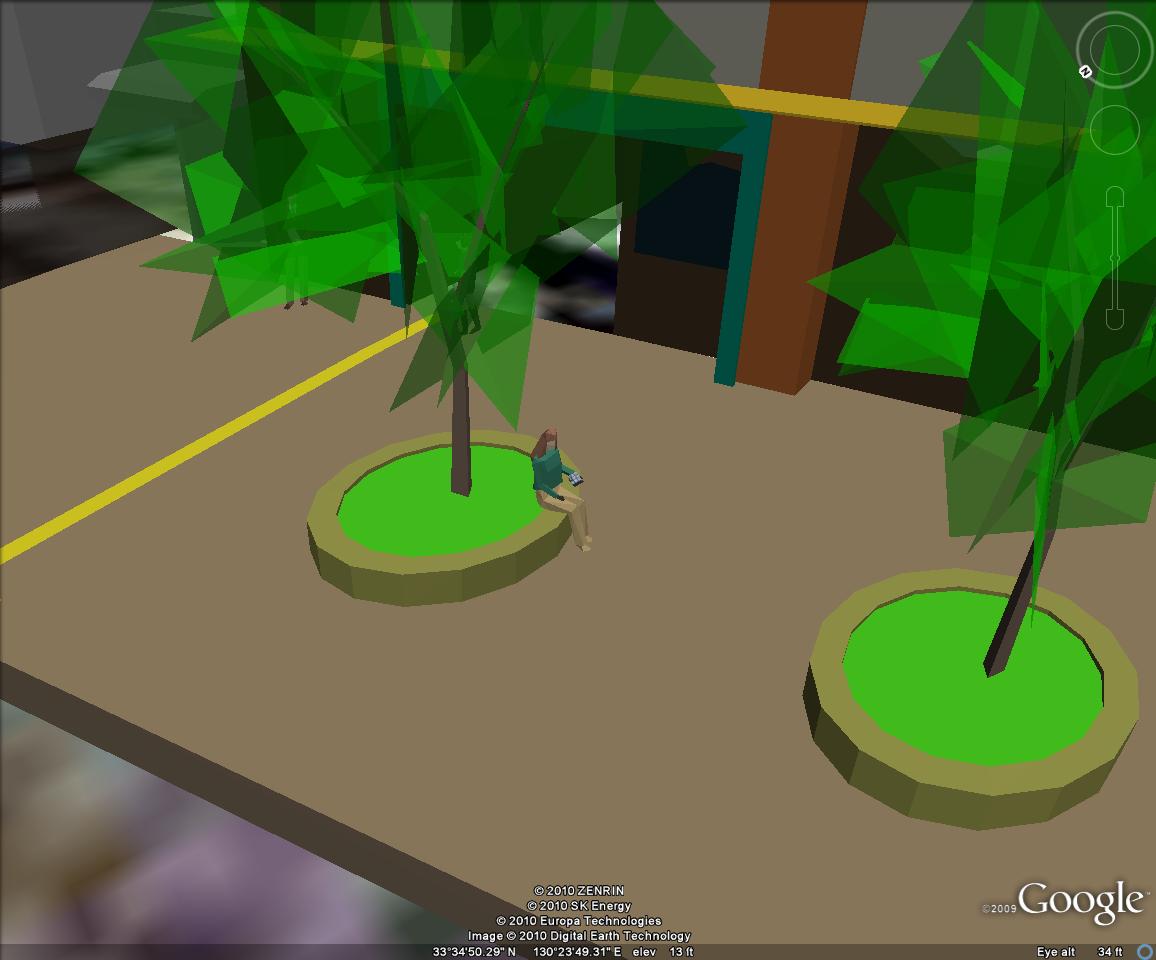 N
© 2010 ZENRIN
© 2010 SK Energy
© 2010 Europa Technologies
Image © 2010 Digital Earth Technology
©2009 Google™
33°34'50.29" N 130°23'49.31" E elev 13 ft
Eye alt 34 ft